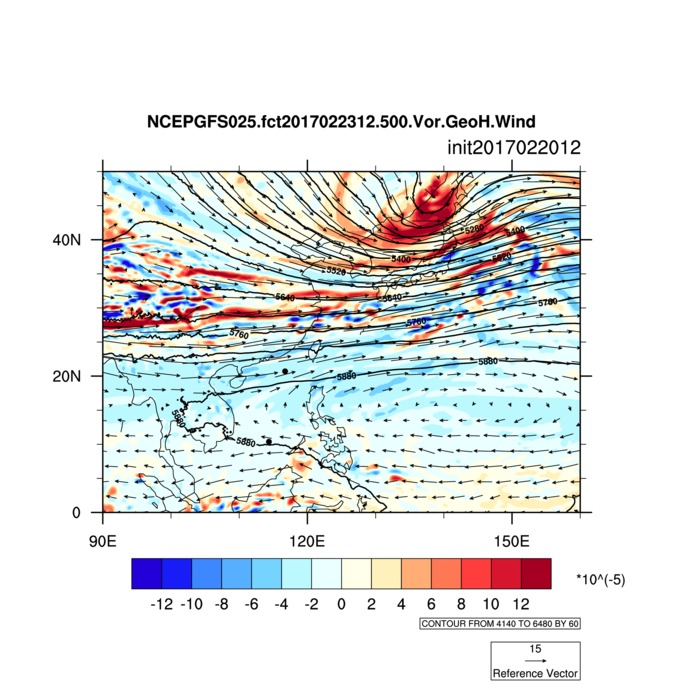 NCEPGFS025.fct2017022312.500.Vor.GeoH.Wind
init2017022012
40N
20N
0
90E 120E 150E
5280
5400
5400
5520
5520
5640
5640
5700
5760
5760
5880
5880
5880
5880
-12 -10 -8 -6 -4 -2 0 2 4 6 8 10 12
*10^(-5)
CONTOUR FROM 4140 TO 6480 BY 60
15
Reference Vector